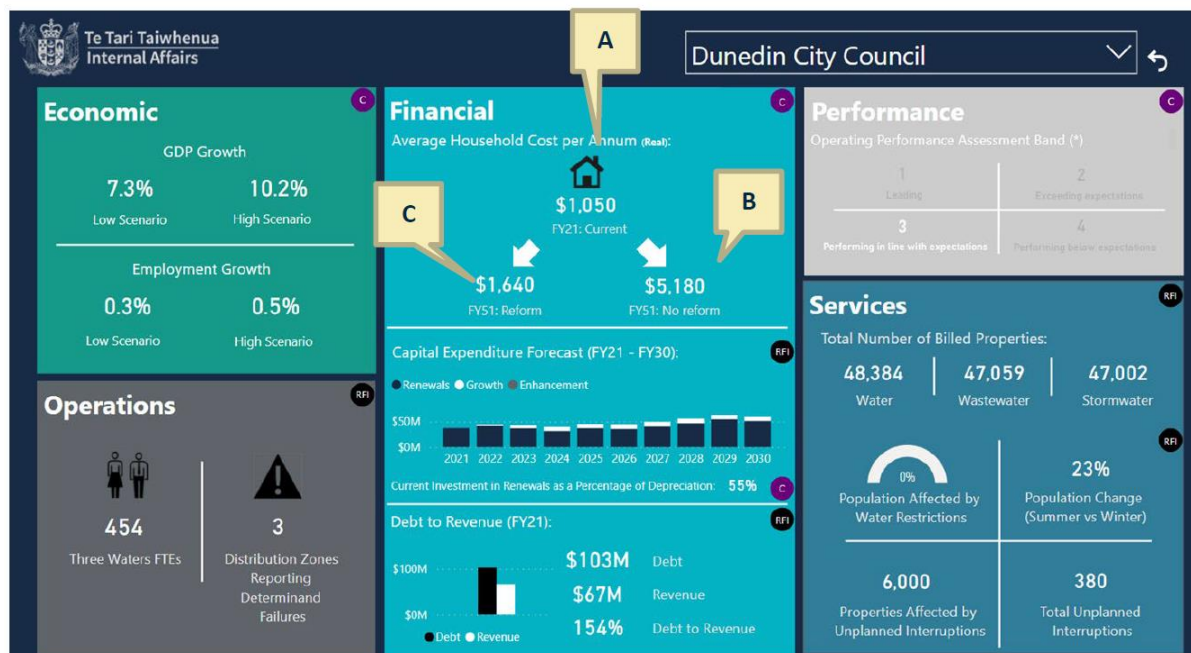 Te Tari Taiwhenua
Internal Affairs
A
Dunedin City Council
Economic
C
GDP Growth
7.3%
10.2%
Low Scenario
High Scenario
Employment Growth
0.3%
0.5%
Low Scenario
High Scenario
Operations
RFI
454
3
Three Waters FTEs
Distribution Zones
Reporting
Determinand
Failures
Financial
C
Average Household Cost per Annum (Real):
$1,050
FY21: Current
C
B
$1,640
$5,180
FY51: Reform
FY51: No reform
Capital Expenditure Forecast (FY21 - FY30):
RFI
Renewals Growth Enhancement
$50M
$0M
2021 2022 2023 2024 2025 2026 2027 2028 2029 2030
Current Investment in Renewals as a Percentage of Depreciation: 55%
C
Debt to Revenue (FY21):
RFI
$100M
$0M
Debt Revenue
$103M Debt
$67M Revenue
154% Debt to Revenue
Performance
C
Operating Performance Assessment Band (*)
1
Leading
2
Exceeding expectations
3
Performing in line with expectations
4
Performing below expectations
Services
RFI
Total Number of Billed Properties:
48,384
47,059
47,002
Water
Wastewater
Stormwater
RFI
0%
Population Affected by
Water Restrictions
23%
Population Change
(Summer vs Winter)
6,000
Properties Affected by
Unplanned Interruptions
380
Total Unplanned
Interruptions